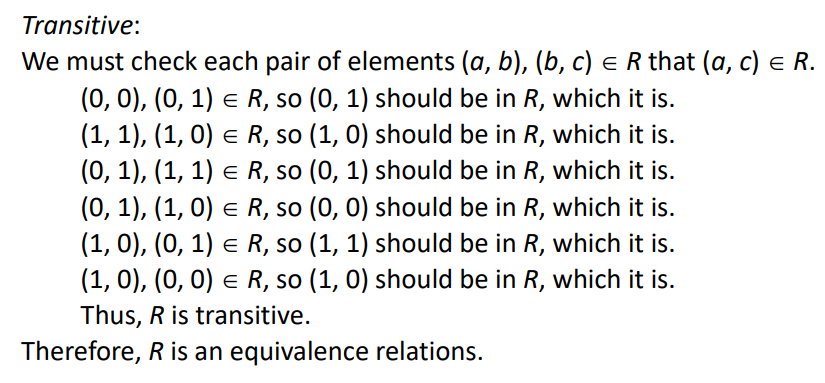 Transitive:
We must check each pair of elements (a, b), (b, c) ∈ R that (a, c) ∈ R.
(0, 0), (0, 1) ∈ R, so (0, 1) should be in R, which it is.
(1, 1), (1, 0) ∈ R, so (1, 0) should be in R, which it is.
(0, 1), (1, 1) ∈ R, so (0, 1) should be in R, which it is.
(0, 1), (1, 0) ∈ R, so (0, 0) should be in R, which it is.
(1, 0), (0, 1) ∈ R, so (1, 1) should be in R, which it is.
(1, 0), (0, 0) ∈ R, so (1, 0) should be in R, which it is.
Thus, R is transitive.
Therefore, R is an equivalence relations.